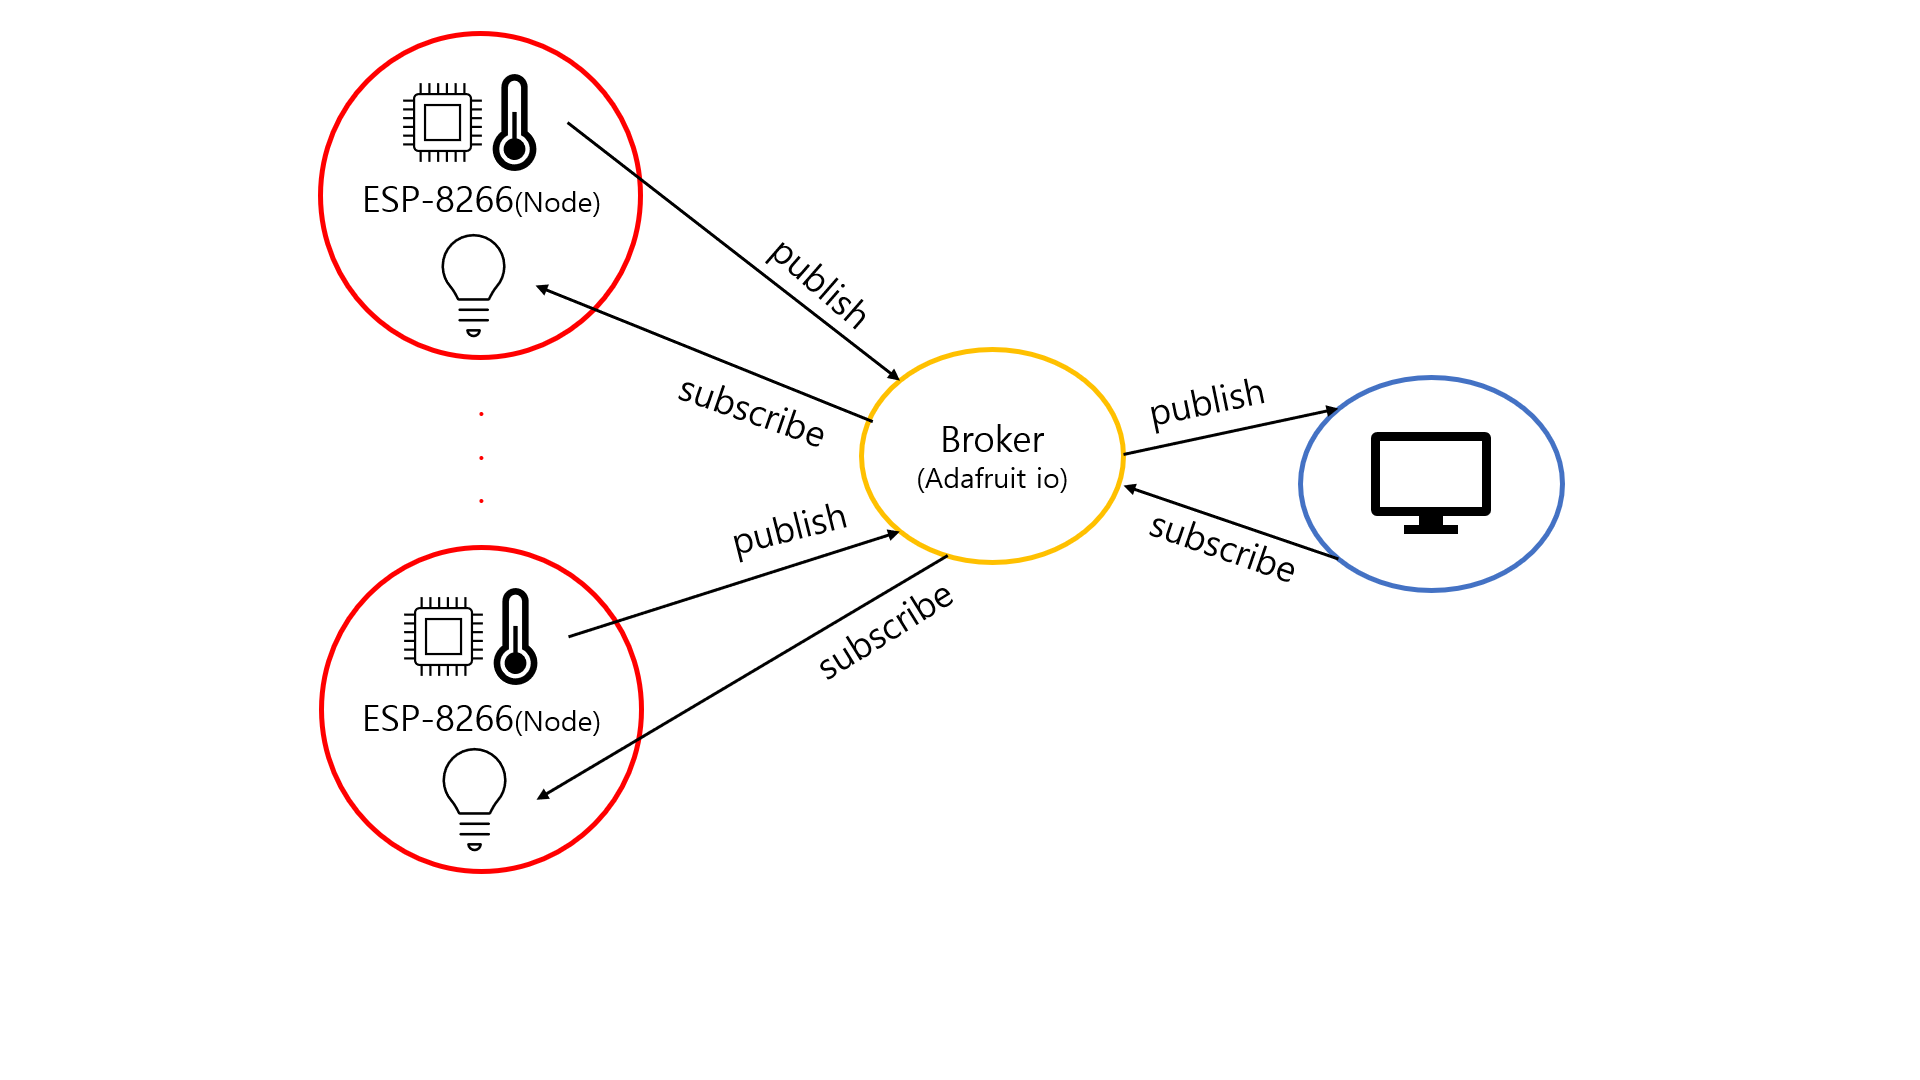 ESP-8266(Node)
publish
subscribe
Broker
(Adafruit io)
publish
subscribe
publish
subscribe
ESP-8266(Node)